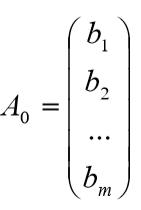 b₁
b₂
A₀ =
...
bₘ